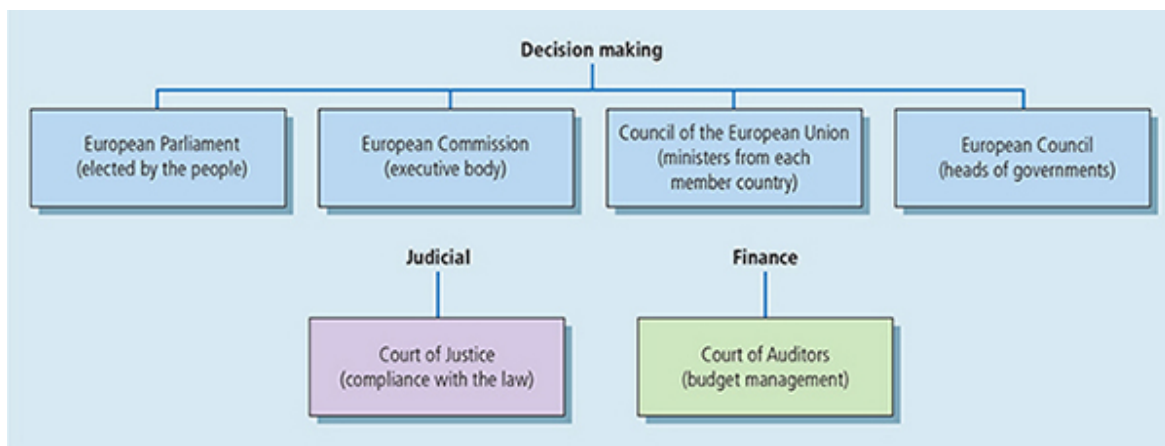 Decision making
European Parliament
(elected by the people)
European Commission
(executive body)
Council of the European Union
(ministers from each
member country)
European Council
(heads of governments)
Judicial
Finance
Court of Justice
(compliance with the law)
Court of Auditors
(budget management)